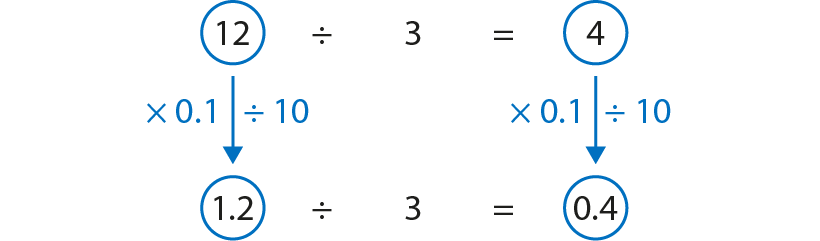 12 ÷ 3 = 4
× 0.1 ÷ 10 × 0.1 ÷ 10
1.2 ÷ 3 = 0.4